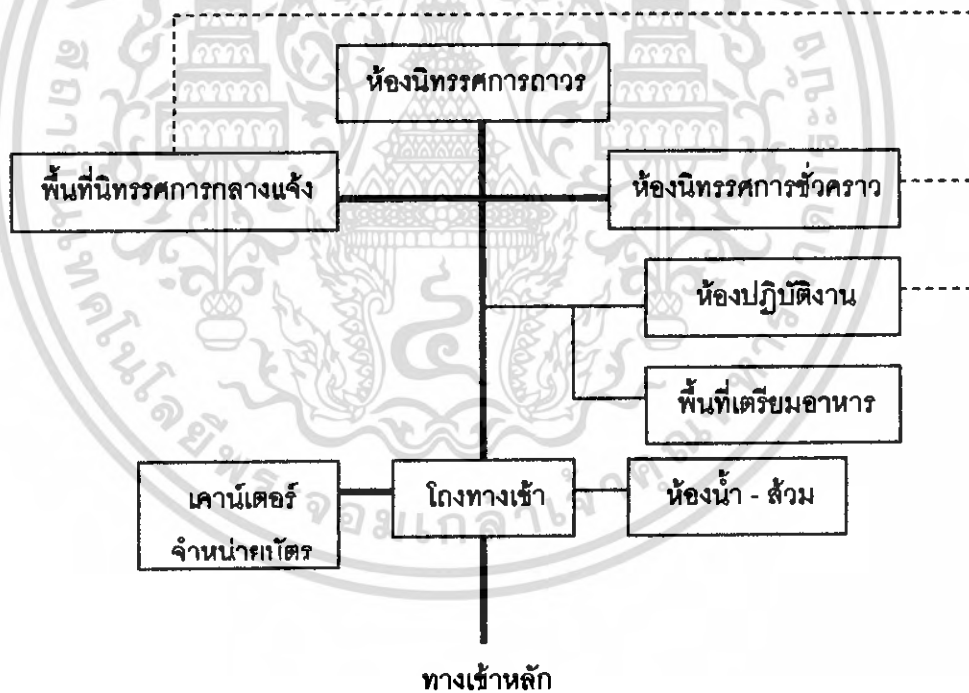 ห้องนิทรรศการถาวร
พื้นที่นิทรรศการกลางแจ้ง
ห้องนิทรรศการชั่วคราว
ห้องปฏิบัติงาน
พื้นที่เตรียมอาหาร
เคาน์เตอร์
จำหน่ายบัตร
โถงทางเข้า
ห้องน้ำ - ส้วม
ทางเข้าหลัก